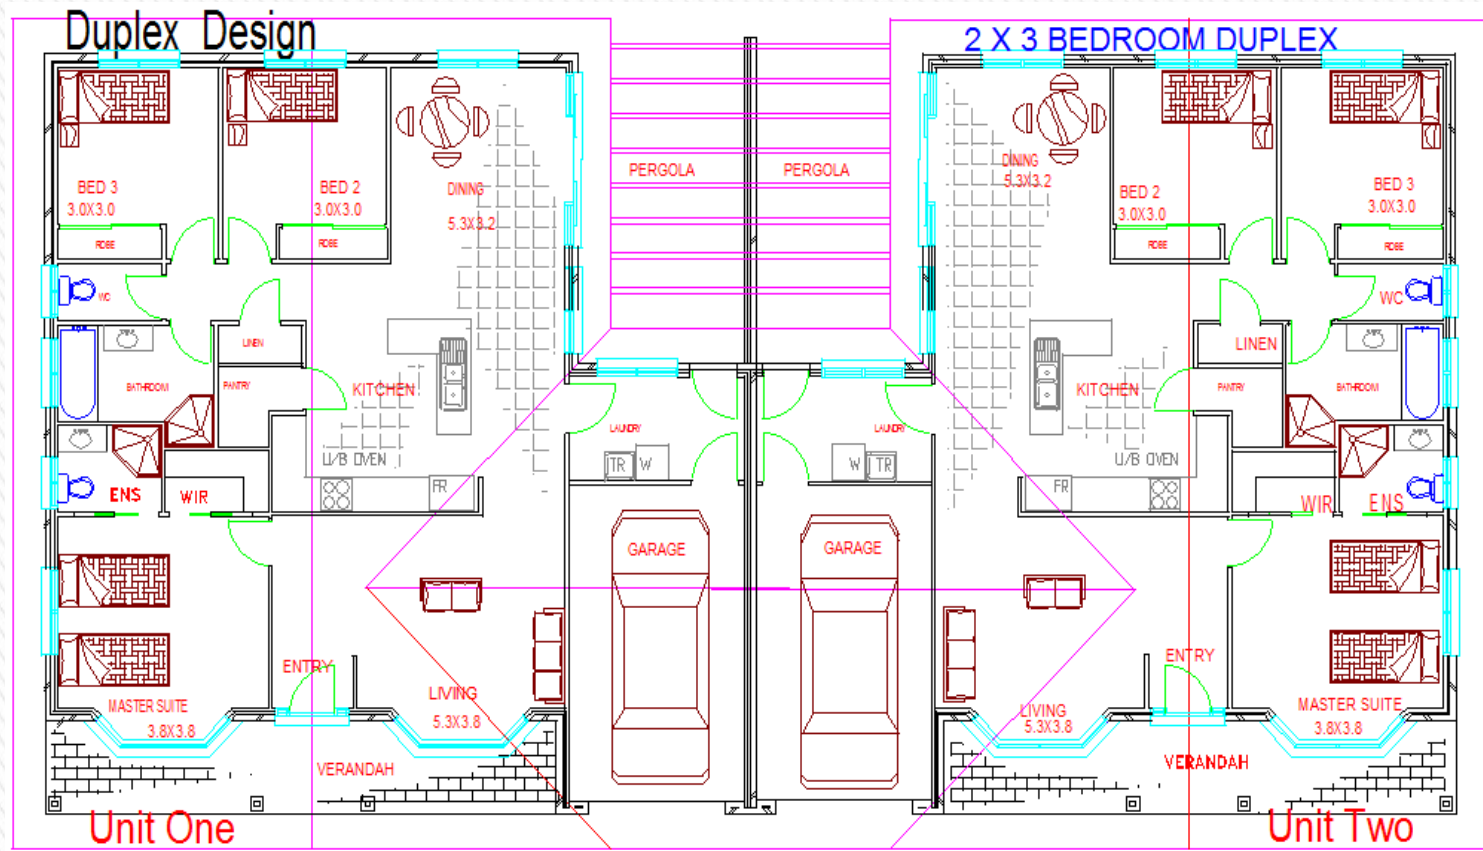 Duplex Design
2 X 3 BEDROOM DUPLEX
BED 3
3.0X3.0
ROBE
BED 2
3.0X3.0
ROBE
DINING
5.3X3.2
PERGOLA
PERGOLA
DINING
5.3X3.2
BED 2
3.0X3.0
ROBE
BED 3
3.0X3.0
ROBE
WC
LINEN
BATHROOM
PANTRY
KITCHEN
U/B OVEN
FR
ENS
WIR
LAUNDRY
TR
W
LAUNDRY
W
TR
WC
LINEN
KITCHEN
PANTRY
BATHROOM
U/B OVEN
FR
WIR
ENS
GARAGE
GARAGE
ENTRY
MASTER SUITE
3.8X3.8
LIVING
5.3X3.8
VERANDAH
ENTRY
LIVING
5.3X3.8
MASTER SUITE
3.8X3.8
VERANDAH
Unit One
Unit Two